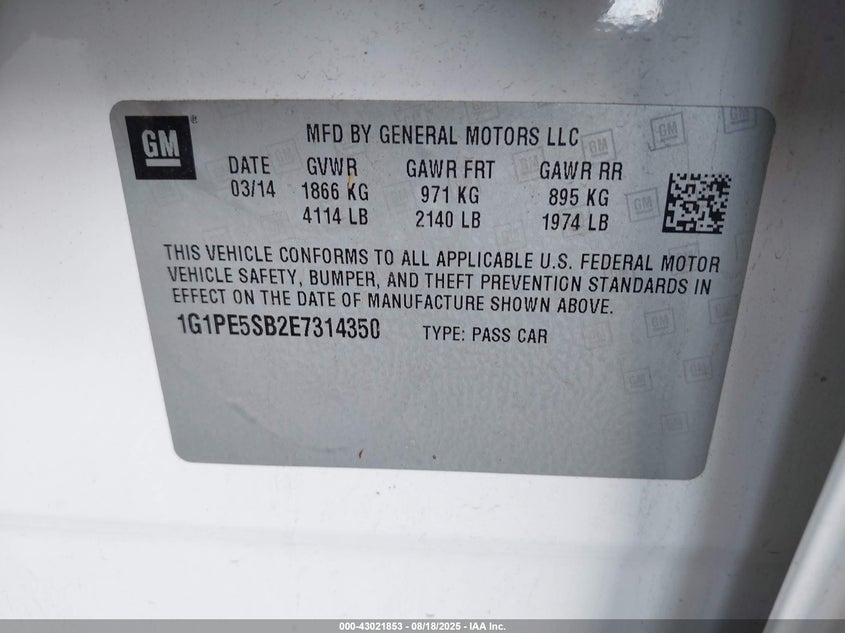 GM ®
MFD BY GENERAL MOTORS LLC
DATE GVWR GAWR FRT GAWR RR
03/14 1866 KG 971 KG 895 KG
4114 LB 2140 LB 1974 LB
THIS VEHICLE CONFORMS TO ALL APPLICABLE U.S. FEDERAL MOTOR
VEHICLE SAFETY, BUMPER, AND THEFT PREVENTION STANDARDS IN
EFFECT ON THE DATE OF MANUFACTURE SHOWN ABOVE.
1G1PE5SB2E7314350 TYPE: PASS CAR
000-43021853 - 08/18/2025 - IAA Inc.